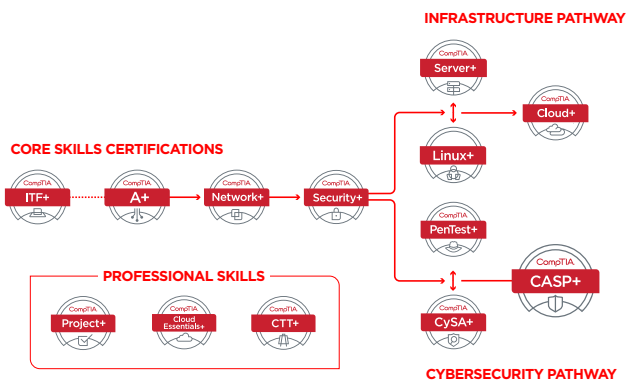 INFRASTRUCTURE PATHWAY
CompTIA
Server+
CompTIA
Cloud+
CompTIA
Linux+
CORE SKILLS CERTIFICATIONS
CompTIA
ITF+
CompTIA
A+
CompTIA
Network+
CompTIA
Security+
CompTIA
PenTest+
CompTIA
CASP+
CompTIA
CySA+
CYBERSECURITY PATHWAY
PROFESSIONAL SKILLS
CompTIA
Project+
CompTIA
Cloud
Essentials+
CompTIA
CTT+